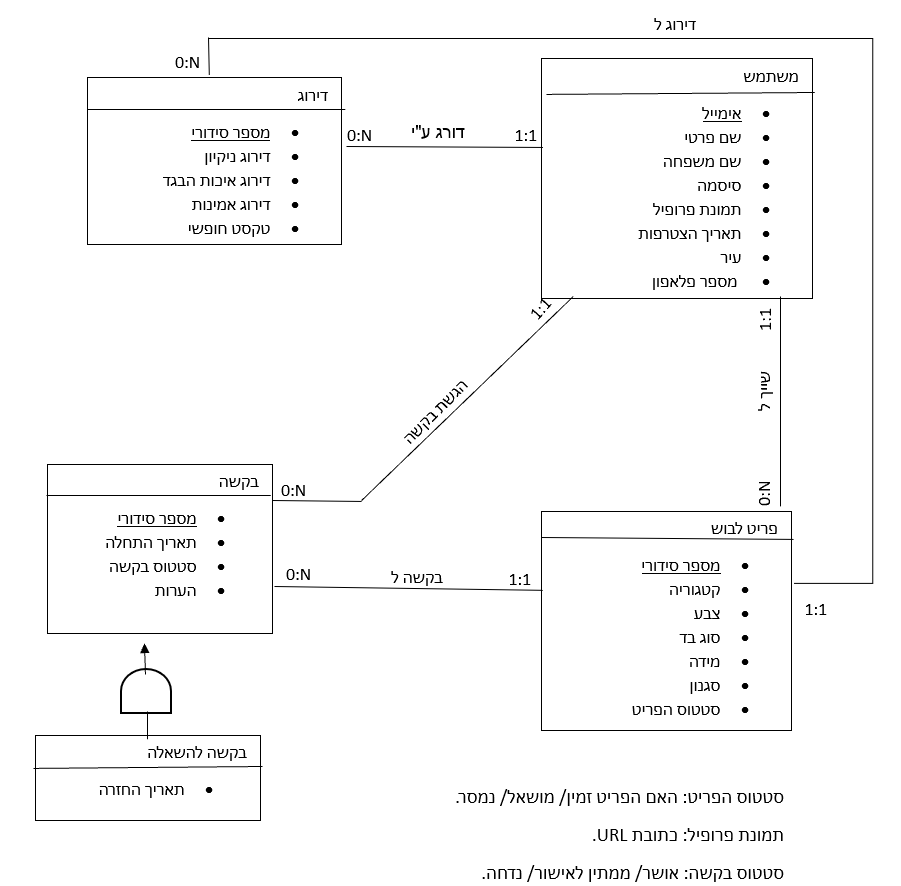 דירוג ל
0:N
דירוג
מספר סידורי
דירוג ניקיון
דירוג איכות הבגד
דירוג אמינות
טקסט חופשי
0:N
דורג ע"י
1:1
משתמש
אימייל
שם פרטי
שם משפחה
סיסמה
תמונת פרופיל
תאריך הצטרפות
עיר
מספר פלאפון
1:1
הגשת בקשה
0:N
1:1
שייך ל
0:N
בקשה
מספר סידורי
תאריך התחלה
סטטוס בקשה
הערות
0:N
בקשה ל
1:1
פריט לבוש
מספר סידורי
קטגוריה
צבע
סוג בד
מידה
סגנון
סטטוס הפריט
1:1
בקשה להשאלה
תאריך החזרה
סטטוס הפריט: האם הפריט זמין/ מושאל/ נמסר.
תמונת פרופיל: כתובת URL.
סטטוס בקשה: אושר/ ממתין לאישור/ נדחה.